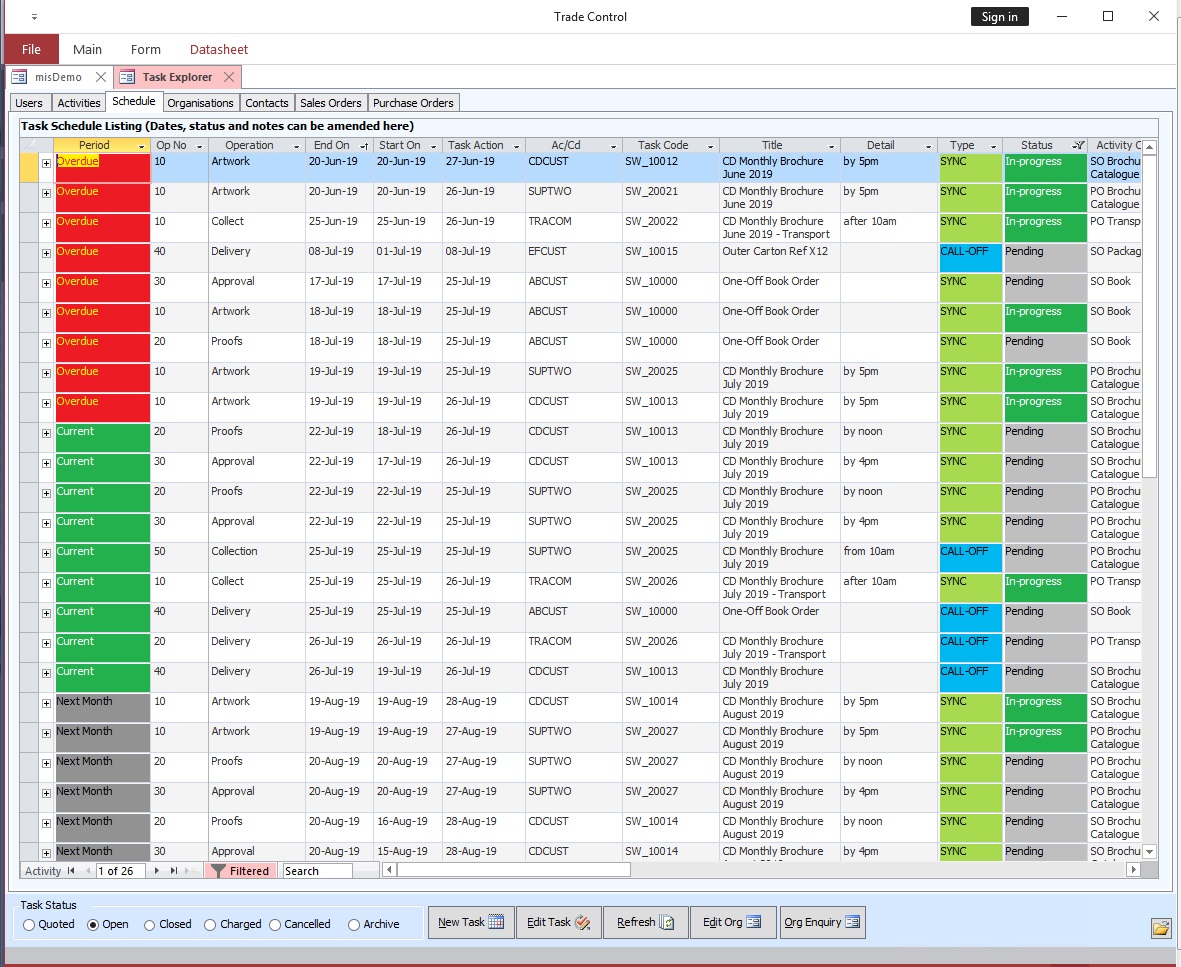 Trade Control
Sign in
File Main Form Datasheet
misDemo Task Explorer
Users Activities Schedule Organisations Contacts Sales Orders Purchase Orders
Task Schedule Listing (Dates, status and notes can be amended here)
Period Op No Operation End On Start On Task Action Ac/Cd Task Code Title Detail Type Status Activity C
Overdue 10 Artwork 20-Jun-19 20-Jun-19 27-Jun-19 CDCUST SW_10012 CD Monthly Brochure by 5pm SYNC In-progress SO Brochu
June 2019 Catalogue
Overdue 10 Artwork 20-Jun-19 20-Jun-19 26-Jun-19 SUPTWO SW_20021 CD Monthly Brochure by 5pm SYNC In-progress PO Brochu
June 2019 Catalogue
Overdue 10 Collect 25-Jun-19 25-Jun-19 26-Jun-19 TRACOM SW_20022 CD Monthly Brochure after 10am SYNC In-progress PO Transp
June 2019 - Transport
Overdue 40 Delivery 08-Jul-19 01-Jul-19 08-Jul-19 EFCUST SW_10015 Outer Carton Ref X12 CALL-OFF Pending SO Packag
Overdue 30 Approval 17-Jul-19 17-Jul-19 25-Jul-19 ABCUST SW_10000 One-Off Book Order SYNC Pending SO Book
Overdue 10 Artwork 18-Jul-19 18-Jul-19 25-Jul-19 ABCUST SW_10000 One-Off Book Order SYNC In-progress SO Book
Overdue 20 Proofs 18-Jul-19 18-Jul-19 25-Jul-19 ABCUST SW_10000 One-Off Book Order SYNC Pending SO Book
Overdue 10 Artwork 19-Jul-19 19-Jul-19 25-Jul-19 SUPTWO SW_20025 CD Monthly Brochure by 5pm SYNC In-progress PO Brochu
July 2019 Catalogue
Overdue 10 Artwork 19-Jul-19 19-Jul-19 26-Jul-19 CDCUST SW_10013 CD Monthly Brochure by 5pm SYNC In-progress SO Brochu
July 2019 Catalogue
Current 20 Proofs 22-Jul-19 18-Jul-19 26-Jul-19 CDCUST SW_10013 CD Monthly Brochure by noon SYNC Pending SO Brochu
July 2019 Catalogue
Current 30 Approval 22-Jul-19 17-Jul-19 26-Jul-19 CDCUST SW_10013 CD Monthly Brochure by 4pm SYNC Pending SO Brochu
July 2019 Catalogue
Current 20 Proofs 22-Jul-19 22-Jul-19 25-Jul-19 SUPTWO SW_20025 CD Monthly Brochure by noon SYNC Pending PO Brochu
July 2019 Catalogue
Current 30 Approval 22-Jul-19 22-Jul-19 25-Jul-19 SUPTWO SW_20025 CD Monthly Brochure by 4pm SYNC Pending PO Brochu
July 2019 Catalogue
Current 50 Collection 25-Jul-19 25-Jul-19 25-Jul-19 SUPTWO SW_20025 CD Monthly Brochure from 10am CALL-OFF Pending PO Brochu
July 2019 Catalogue
Current 10 Collect 25-Jul-19 25-Jul-19 26-Jul-19 TRACOM SW_20026 CD Monthly Brochure after 10am SYNC In-progress PO Transp
July 2019 - Transport
Current 40 Delivery 25-Jul-19 25-Jul-19 25-Jul-19 ABCUST SW_10000 One-Off Book Order CALL-OFF Pending SO Book
Current 20 Delivery 26-Jul-19 26-Jul-19 26-Jul-19 TRACOM SW_20026 CD Monthly Brochure CALL-OFF Pending PO Transp
July 2019 - Transport
Current 40 Delivery 26-Jul-19 26-Jul-19 26-Jul-19 CDCUST SW_10013 CD Monthly Brochure CALL-OFF Pending SO Brochu
July 2019 Catalogue
Next Month 10 Artwork 19-Aug-19 19-Aug-19 28-Aug-19 CDCUST SW_10014 CD Monthly Brochure by 5pm SYNC In-progress SO Brochu
August 2019 Catalogue
Next Month 10 Artwork 19-Aug-19 19-Aug-19 27-Aug-19 SUPTWO SW_20027 CD Monthly Brochure by 5pm SYNC In-progress PO Brochu
August 2019 Catalogue
Next Month 20 Proofs 20-Aug-19 20-Aug-19 27-Aug-19 SUPTWO SW_20027 CD Monthly Brochure by noon SYNC Pending PO Brochu
August 2019 Catalogue
Next Month 30 Approval 20-Aug-19 20-Aug-19 27-Aug-19 SUPTWO SW_20027 CD Monthly Brochure by 4pm SYNC Pending PO Brochu
August 2019 Catalogue
Next Month 20 Proofs 20-Aug-19 16-Aug-19 28-Aug-19 CDCUST SW_10014 CD Monthly Brochure by noon SYNC Pending SO Brochu
August 2019 Catalogue
Next Month 30 Approval 20-Aug-19 15-Aug-19 28-Aug-19 CDCUST SW_10014 CD Monthly Brochure by 4pm SYNC Pending SO Brochu
Activity 1 of 26 Filtered Search
Task Status
Quoted Open Closed Charged Cancelled Archive New Task Edit Task Refresh Edit Org Org Enquiry